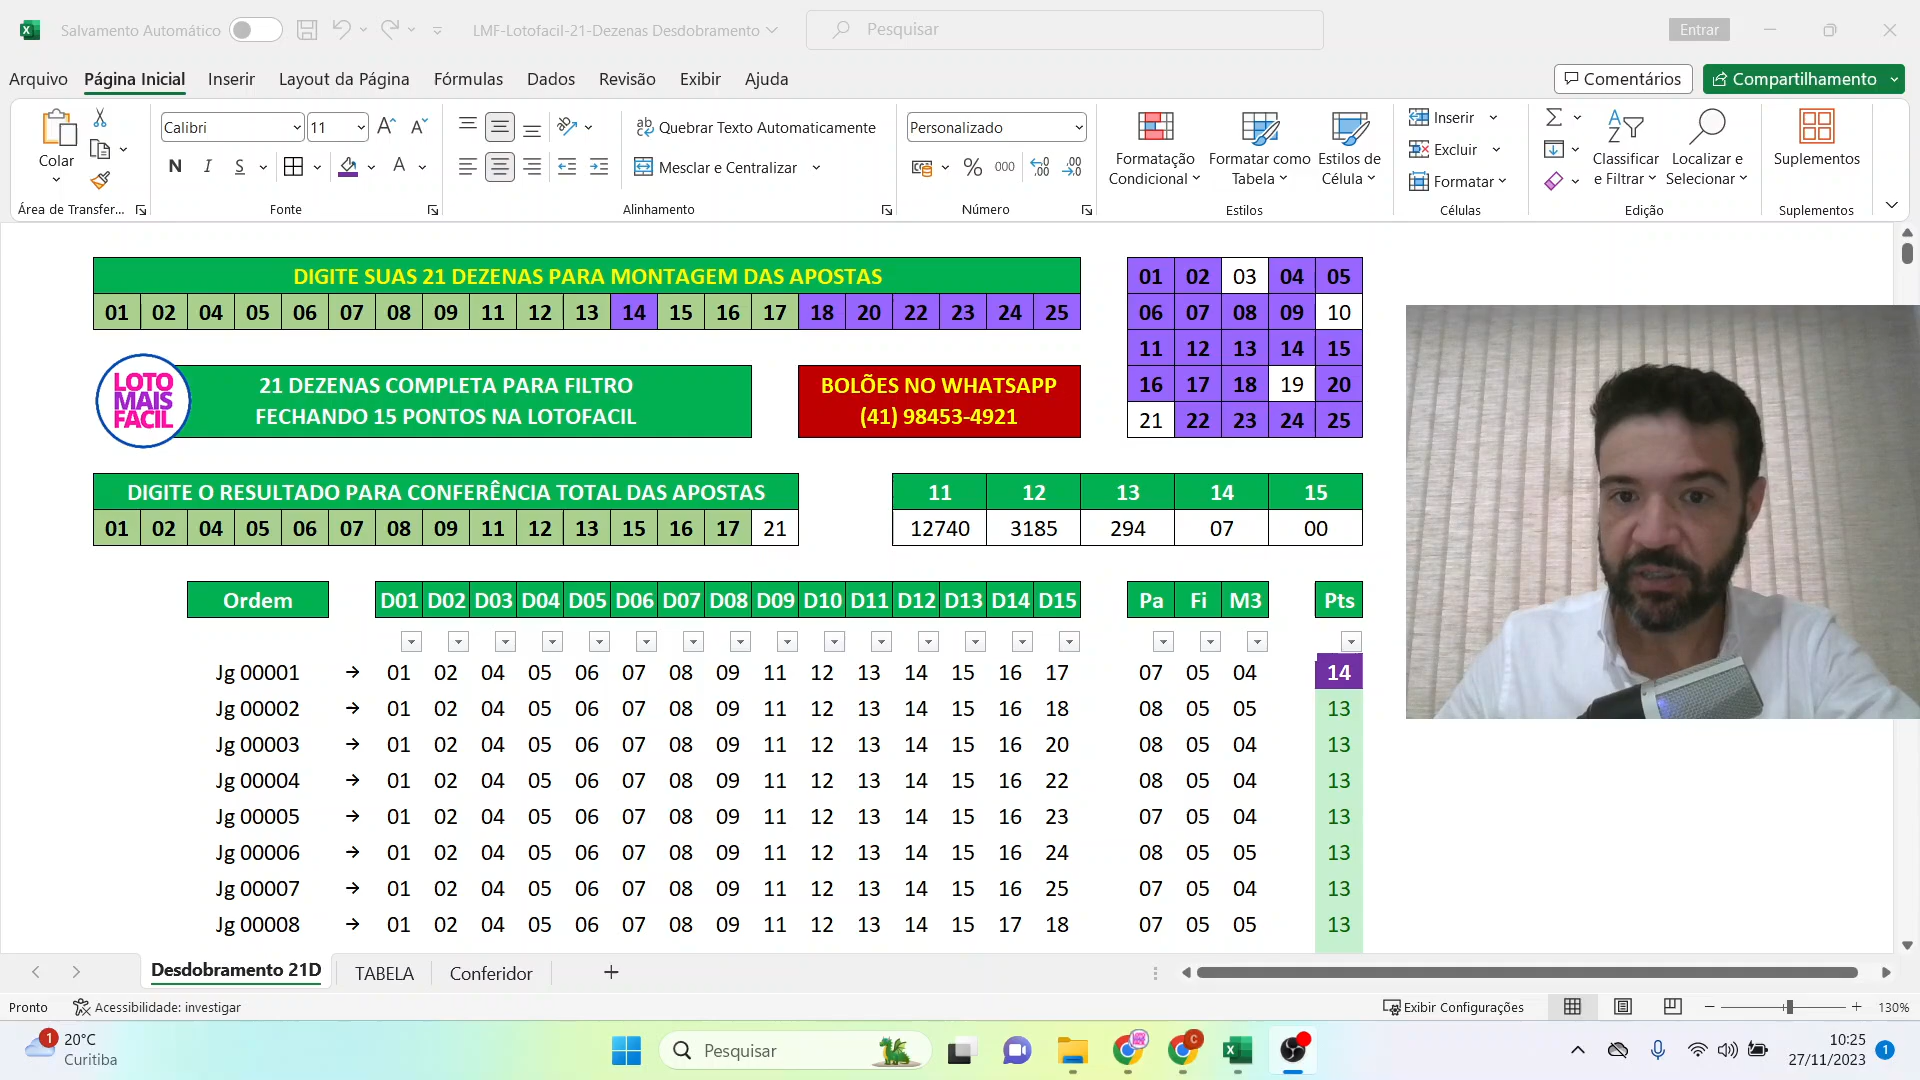 Salvamento Automático
LMF-Lotofacil-21-Dezenas Desdobramento
Pesquisar
Entrar
Arquivo Página Inicial Inserir Layout da Página Fórmulas Dados Revisão Exibir Ajuda
Comentários
Compartilhamento
Colar
Área de Transfer...
Calibri 11
N I S A
Fonte
Quebrar Texto Automaticamente
Mesclar e Centralizar
Alinhamento
Personalizado
% 000
Número
Formatação Condicional
Formatar como Tabela
Estilos de Célula
Estilos
Inserir
Excluir
Formatar
Células
Classificar e Filtrar
Localizar e Selecionar
Edição
Suplementos
Suplementos
DIGITE SUAS 21 DEZENAS PARA MONTAGEM DAS APOSTAS
01 02 04 05 06 07 08 09 11 12 13 14 15 16 17 18 20 22 23 24 25
01 02 03 04 05
06 07 08 09 10
11 12 13 14 15
16 17 18 19 20
21 22 23 24 25
LOTO
MAIS
FACIL
21 DEZENAS COMPLETA PARA FILTRO
FECHANDO 15 PONTOS NA LOTOFACIL
BOLÕES NO WHATSAPP
(41) 98453-4921
DIGITE O RESULTADO PARA CONFERÊNCIA TOTAL DAS APOSTAS
01 02 04 05 06 07 08 09 11 12 13 15 16 17 21
11 12 13 14 15
12740 3185 294 07 00
Ordem D01 D02 D03 D04 D05 D06 D07 D08 D09 D10 D11 D12 D13 D14 D15 Pa Fi M3 Pts
Jg 00001 → 01 02 04 05 06 07 08 09 11 12 13 14 15 16 17 07 05 04 14
Jg 00002 → 01 02 04 05 06 07 08 09 11 12 13 14 15 16 18 08 05 05 13
Jg 00003 → 01 02 04 05 06 07 08 09 11 12 13 14 15 16 20 08 05 04 13
Jg 00004 → 01 02 04 05 06 07 08 09 11 12 13 14 15 16 22 08 05 04 13
Jg 00005 → 01 02 04 05 06 07 08 09 11 12 13 14 15 16 23 07 05 04 13
Jg 00006 → 01 02 04 05 06 07 08 09 11 12 13 14 15 16 24 08 05 05 13
Jg 00007 → 01 02 04 05 06 07 08 09 11 12 13 14 15 16 25 07 05 04 13
Jg 00008 → 01 02 04 05 06 07 08 09 11 12 13 14 15 17 18 07 05 05 13
Desdobramento 21D TABELA Conferidor
Pronto
Acessibilidade: investigar
Exibir Configurações
130%
1
20°C
Curitiba
Pesquisar
10:25
27/11/2023
1